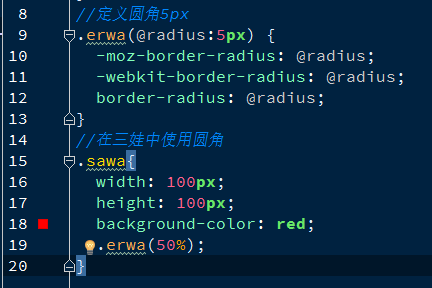 8 //定义圆角5px
9 .erwa(@radius:5px) {
10 -moz-border-radius: @radius;
11 -webkit-border-radius: @radius;
12 border-radius: @radius;
13 }
14 //在三娃中使用圆角
15 .sawa{
16 width: 100px;
17 height: 100px;
18 background-color: red;
19 .erwa(50%);
20 }